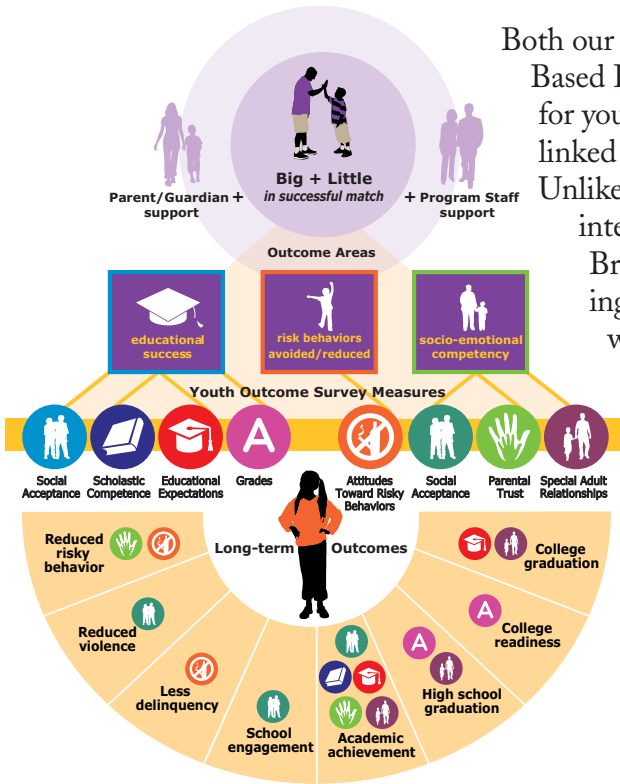 Both our
Based
for you
linked
Unlike
Big + Little
in successful match
Parent/Guardian +
support
+ Program Staff
support
Outcome Areas
educational
success
risk behaviors
avoided/reduced
socio-emotional
competency
Youth Outcome Survey Measures
A
Social
Acceptance
Scholastic
Competence
Educational
Expectations
Grades
Attitudes
Toward Risky
Behaviors
Social
Acceptance
Parental
Trust
Special Adult
Relationships
Long-term Outcomes
Reduced
risky
behavior
Reduced
violence
Less
delinquency
School
engagement
Academic
achievement
A
High school
graduation
A
College
readiness
College
graduation